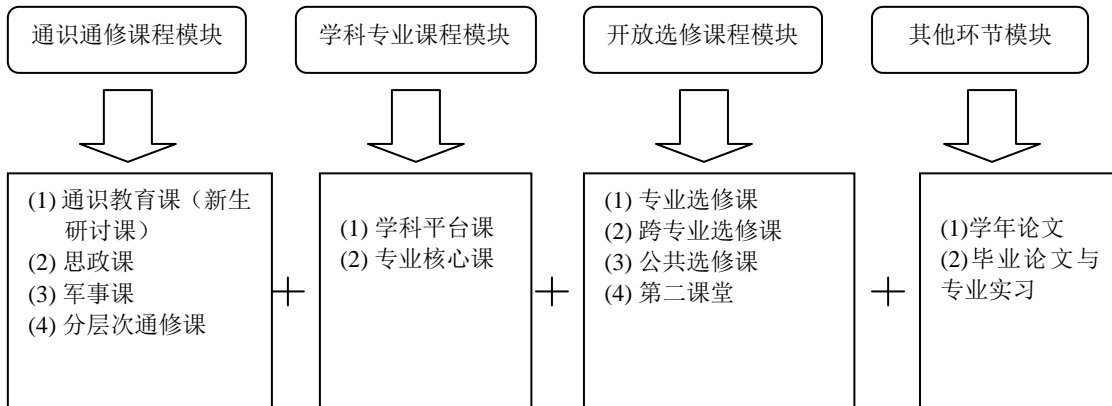 通识通修课程模块
学科专业课程模块
开放选修课程模块
其他环节模块
(1) 通识教育课（新生
研讨课）
(2) 思政课
(3) 军事课
(4) 分层次通修课
(1) 学科平台课
(2) 专业核心课
(1) 专业选修课
(2) 跨专业选修课
(3) 公共选修课
(4) 第二课堂
(1)学年论文
(2)毕业论文与
专业实习